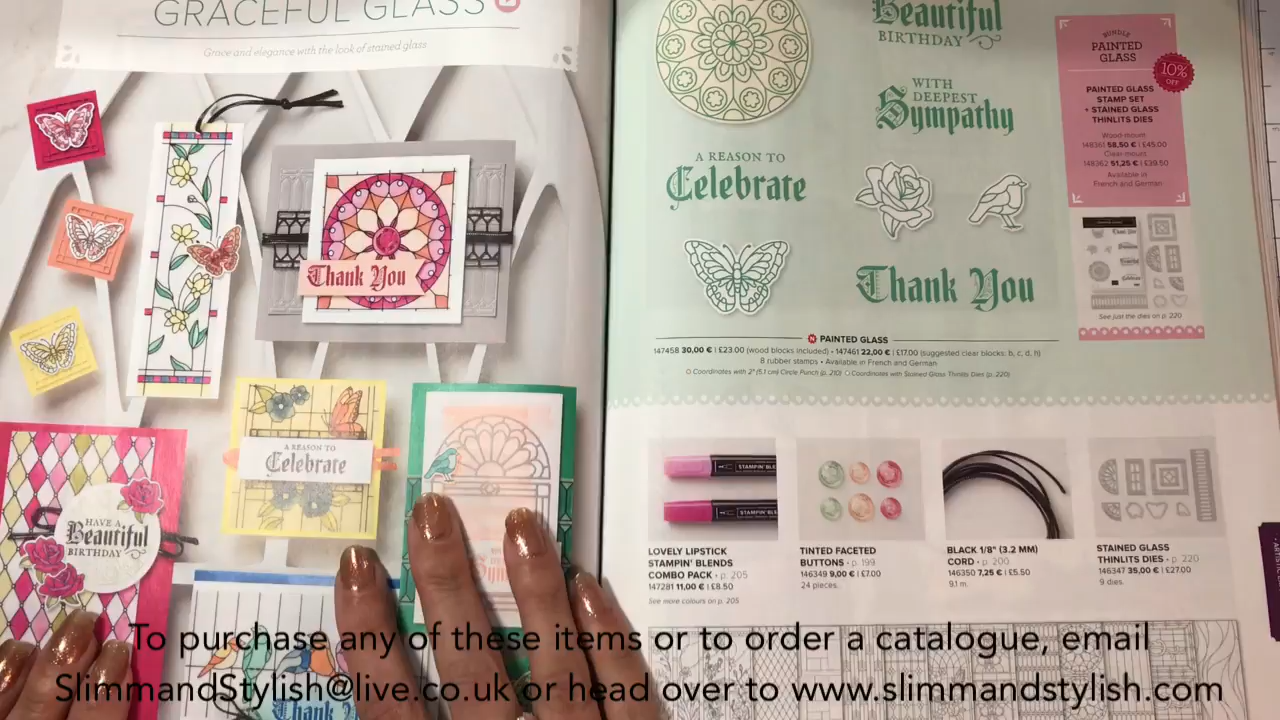 GRACEFUL GLASS
Grace and elegance with the look of stained glass
Thank You
A REASON TO
Celebrate
HAVE A
Beautiful
BIRTHDAY
Thank
Beautiful
BIRTHDAY
WITH
DEEPEST
Sympathy
A REASON TO
Celebrate
Thank You
BUNDLE
PAINTED
GLASS
10%
OFF
PAINTED GLASS
STAMP SET
+ STAINED GLASS
THINLITS DIES
Wood-mount
148361 58,50 € | £45.00
Clear-mount
148362 51,25 € | £39.50
Available in
French and German
See just the dies on p. 220
PAINTED GLASS
147458 30,00 € | £23.00 (wood blocks included) • 147461 22,00 € | £17.00 (suggested clear blocks: b, c, d, h)
8 rubber stamps • Available in French and German
Coordinates with 2" (5.1 cm) Circle Punch (p. 210) Coordinates with Stained Glass Thinlits Dies (p. 220)
STAMPIN' BLE
STAMPIN' BLE
LOVELY LIPSTICK
STAMPIN' BLENDS
COMBO PACK • p. 205
147281 11,00 € | £8.50
See more colours on p. 205
TINTED FACETED
BUTTONS • p. 199
146349 9,00 € | £7.00
24 pieces.
BLACK 1/8" (3.2 MM)
CORD • p. 200
146350 7,25 € | £5.50
9.1 m.
STAINED GLASS
THINLITS DIES • p. 220
146347 35,00 € | £27.00
9 dies.
To purchase any of these items or to order a catalogue, email
SlimmandStylish@live.co.uk or head over to www.slimmandstylish.com